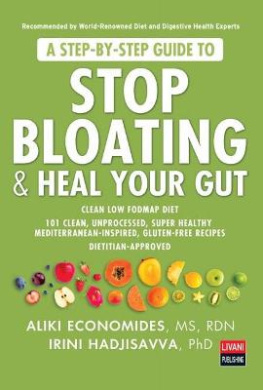 Recommended by World-Renowned Diet and Digestive Health Experts
A STEP-BY-STEP GUIDE TO
STOP
BLOATING
& HEAL YOUR GUT
CLEAN LOW FODMAP DIET
101 CLEAN, UNPROCESSED, SUPER HEALTHY
MEDITERRANEAN-INSPIRED, GLUTEN-FREE RECIPES
DIETITIAN-APPROVED
ALIKI ECONOMIDES, MS, RDN
IRINI HADJISAVVA, PhD
LIVANI
PUBLISHING